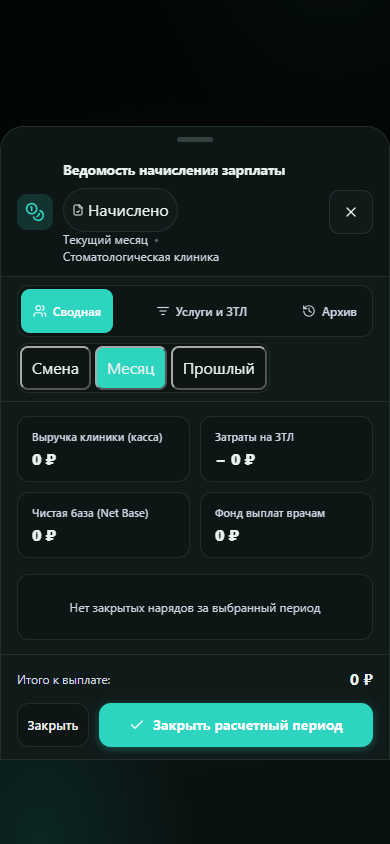 Ведомость начисления зарплаты
Начислено
Текущий месяц •
Стоматологическая клиника
Сводная
Услуги и ЗТЛ
Архив
Смена
Месяц
Прошлый
Выручка клиники (касса)
0 ₽
Затраты на ЗТЛ
− 0 ₽
Чистая база (Net Base)
0 ₽
Фонд выплат врачам
0 ₽
Нет закрытых нарядов за выбранный период
Итого к выплате:
0 ₽
Закрыть
Закрыть расчетный период